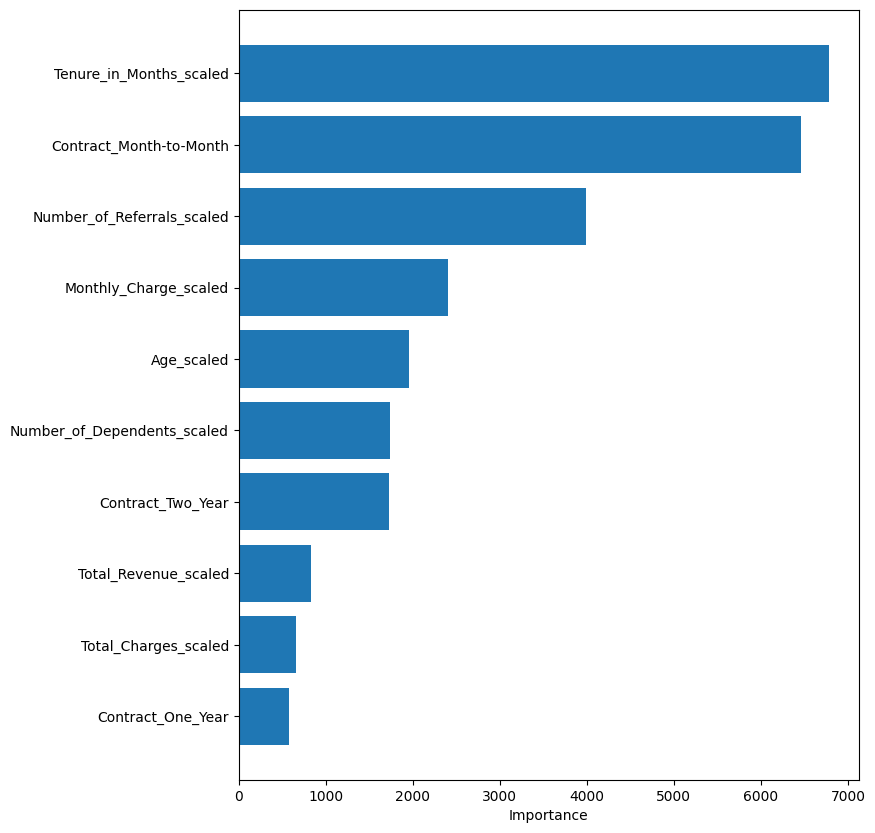 Tenure_in_Months_scaled
Contract_Month-to-Month
Number_of_Referrals_scaled
Monthly_Charge_scaled
Age_scaled
Number_of_Dependents_scaled
Contract_Two_Year
Total_Revenue_scaled
Total_Charges_scaled
Contract_One_Year
0 1000 2000 3000 4000 5000 6000 7000
Importance